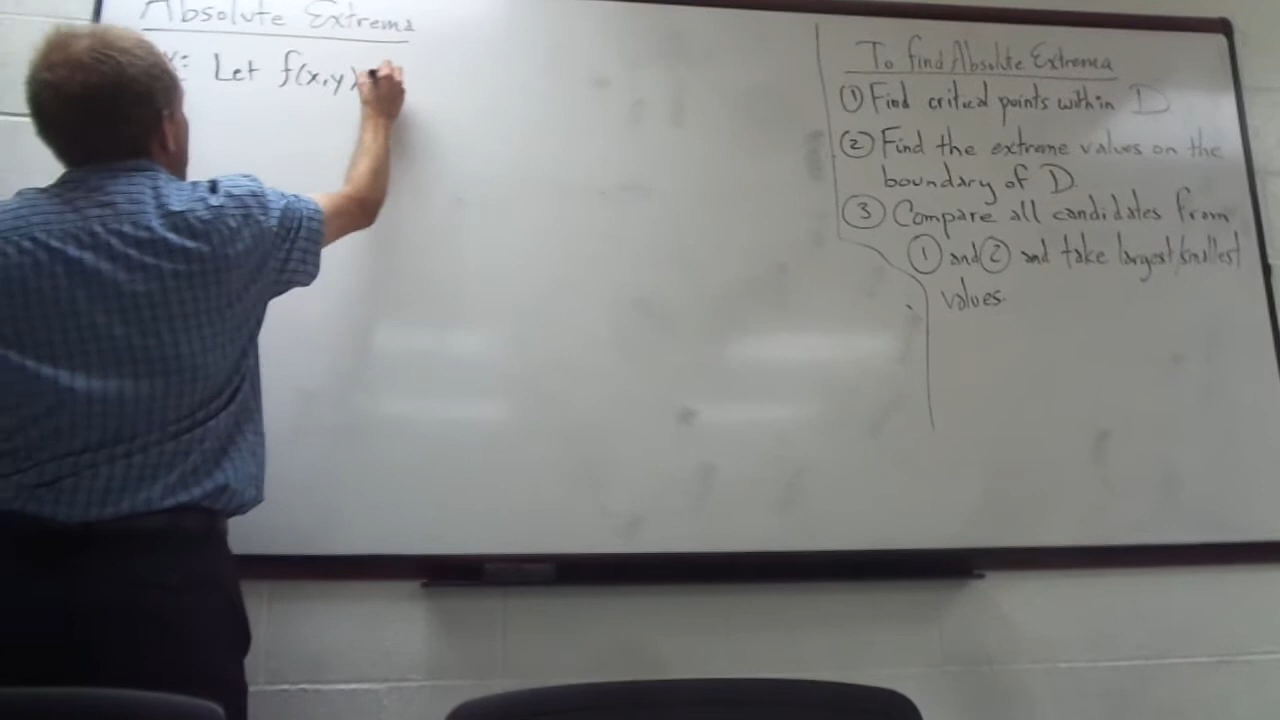 Absolute Extrema
x: Let f(x,y)
To find Absolute Extrema
① Find critical points within D
② Find the extreme values on the
boundary of D.
③ Compare all candidates from
① and ② and take largest/smallest
values.